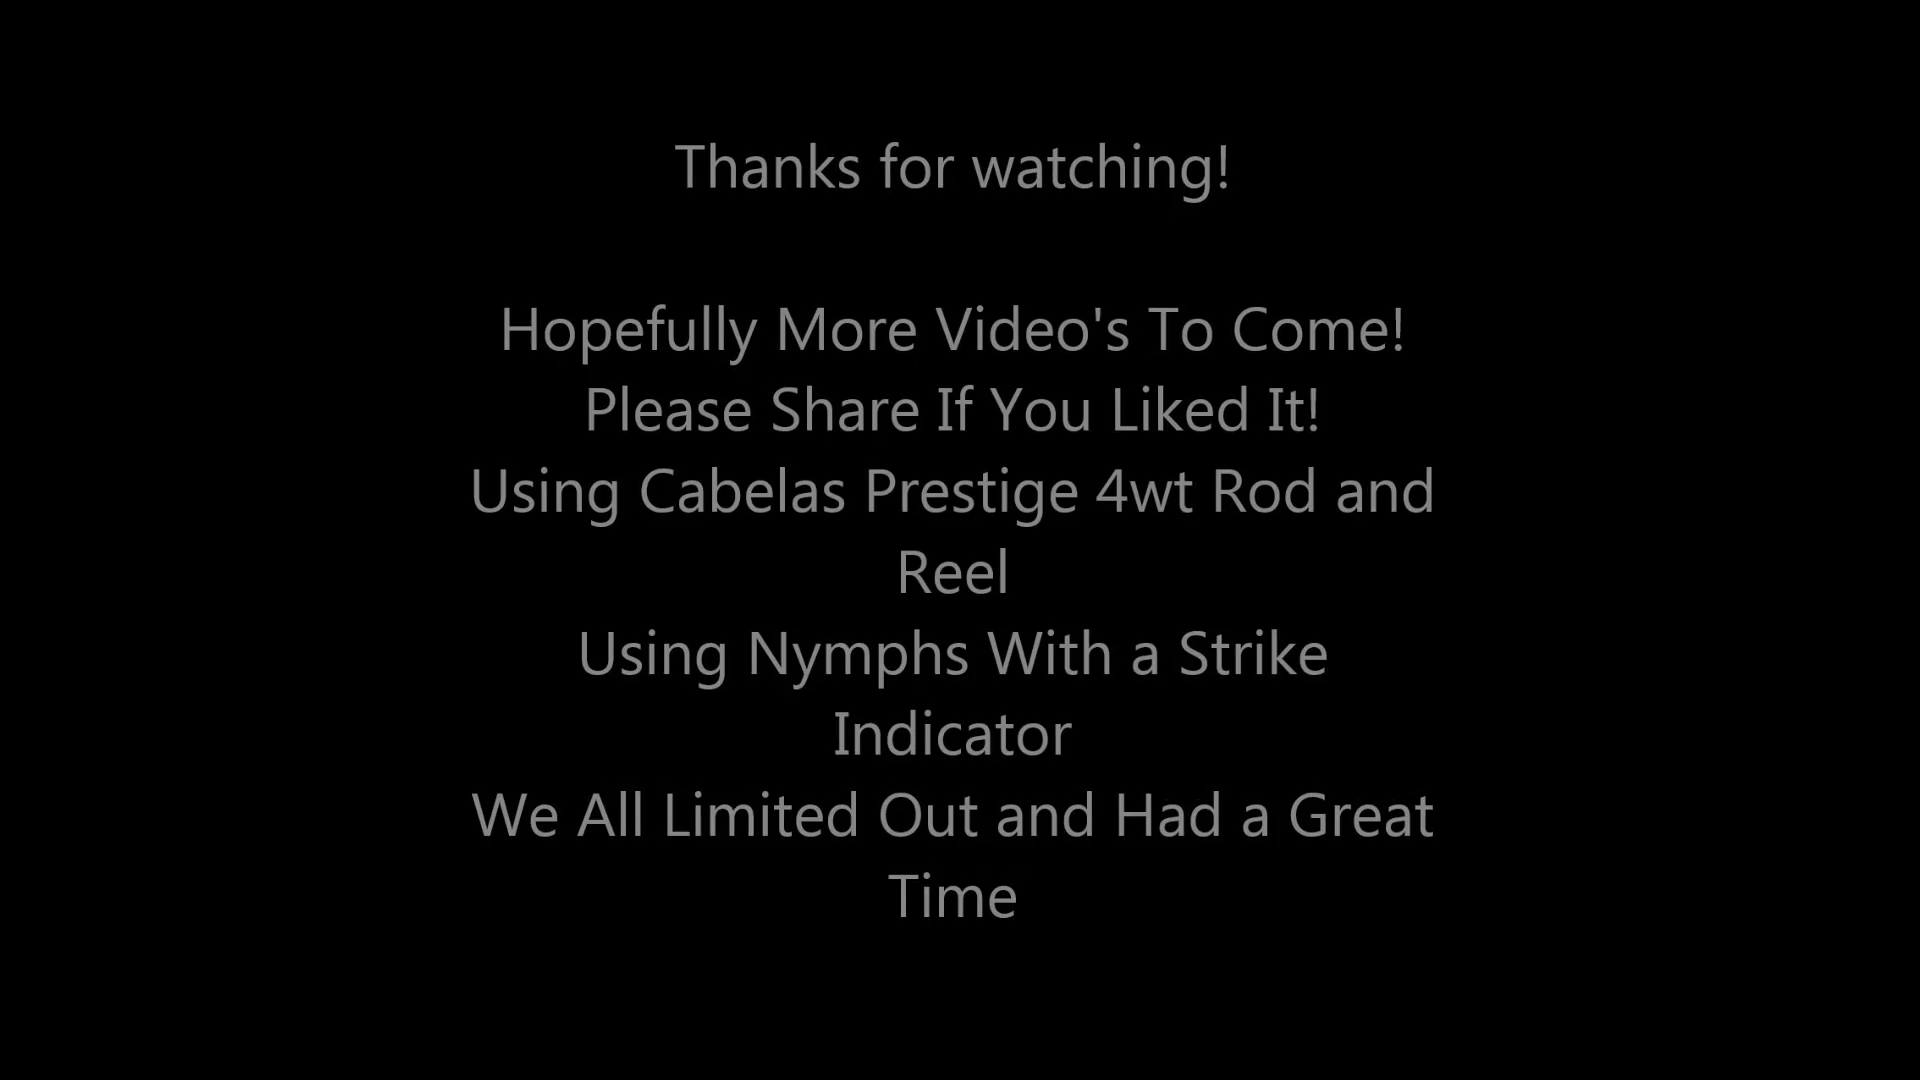 Thanks for watching!
Hopefully More Video's To Come!
Please Share If You Liked It!
Using Cabelas Prestige 4wt Rod and
Reel
Using Nymphs With a Strike
Indicator
We All Limited Out and Had a Great
Time